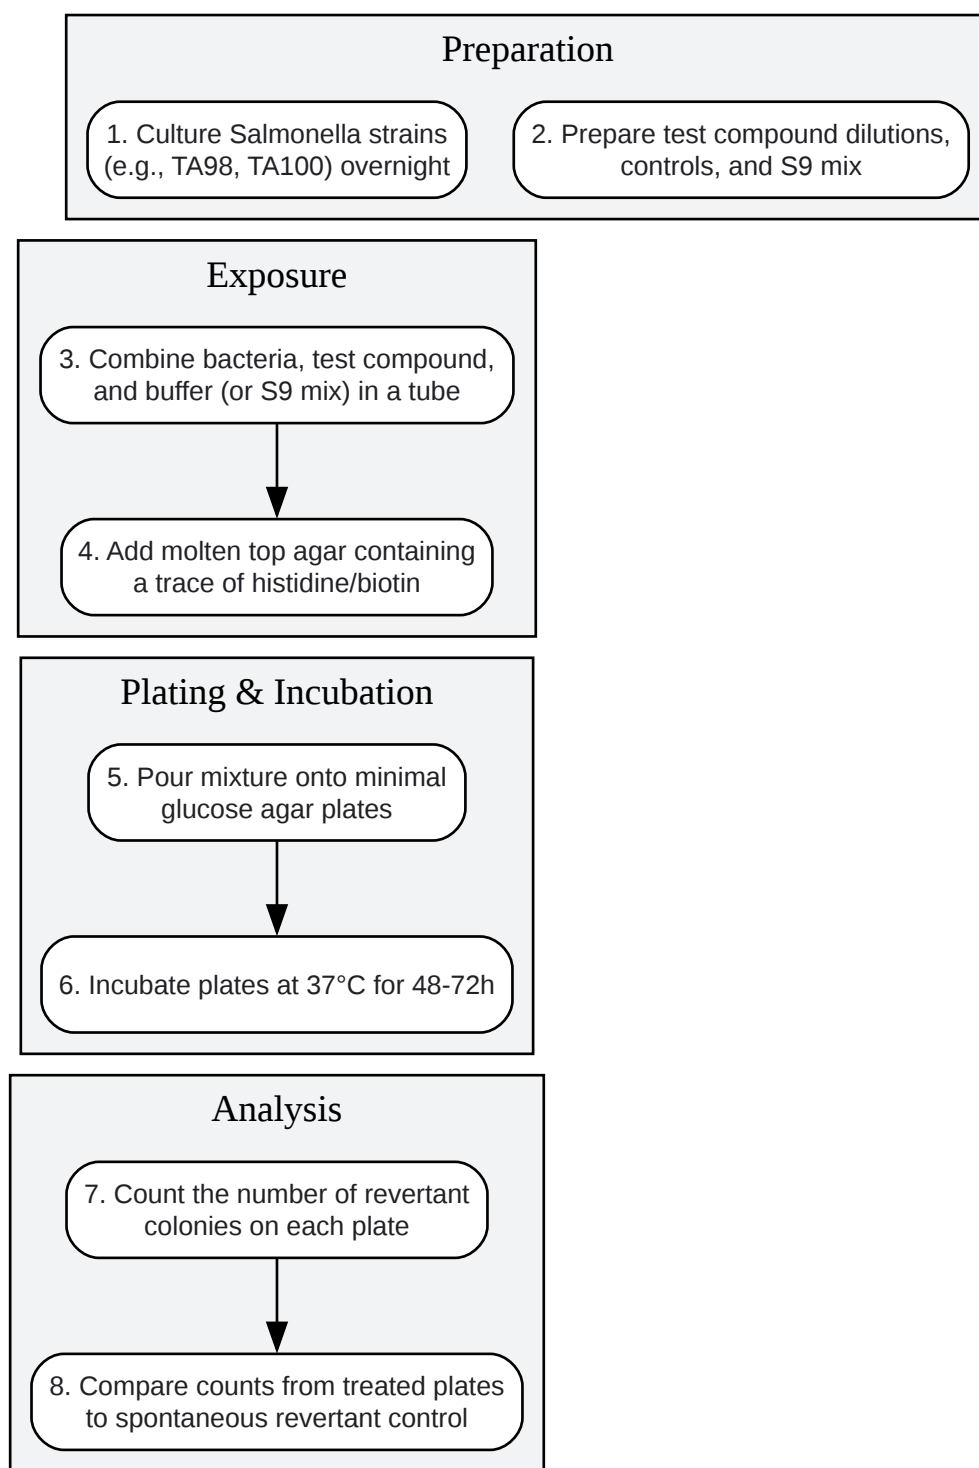 Preparation
1. Culture Salmonella strains
(e.g., TA98, TA100) overnight
2. Prepare test compound dilutions,
controls, and S9 mix
Exposure
3. Combine bacteria, test compound,
and buffer (or S9 mix) in a tube
4. Add molten top agar containing
a trace of histidine/biotin
Plating & Incubation
5. Pour mixture onto minimal
glucose agar plates
6. Incubate plates at 37°C for 48-72h
Analysis
7. Count the number of revertant
colonies on each plate
8. Compare counts from treated plates
to spontaneous revertant control